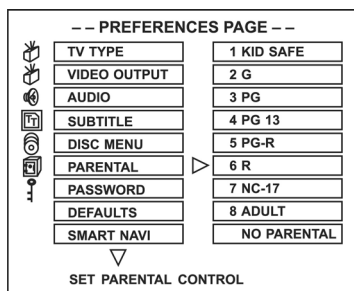 -- PREFERENCES PAGE --
TV TYPE
VIDEO OUTPUT
AUDIO
SUBTITLE
DISC MENU
PARENTAL
PASSWORD
DEFAULTS
SMART NAVI
1 KID SAFE
2 G
3 PG
4 PG 13
5 PG-R
6 R
7 NC-17
8 ADULT
NO PARENTAL
SET PARENTAL CONTROL